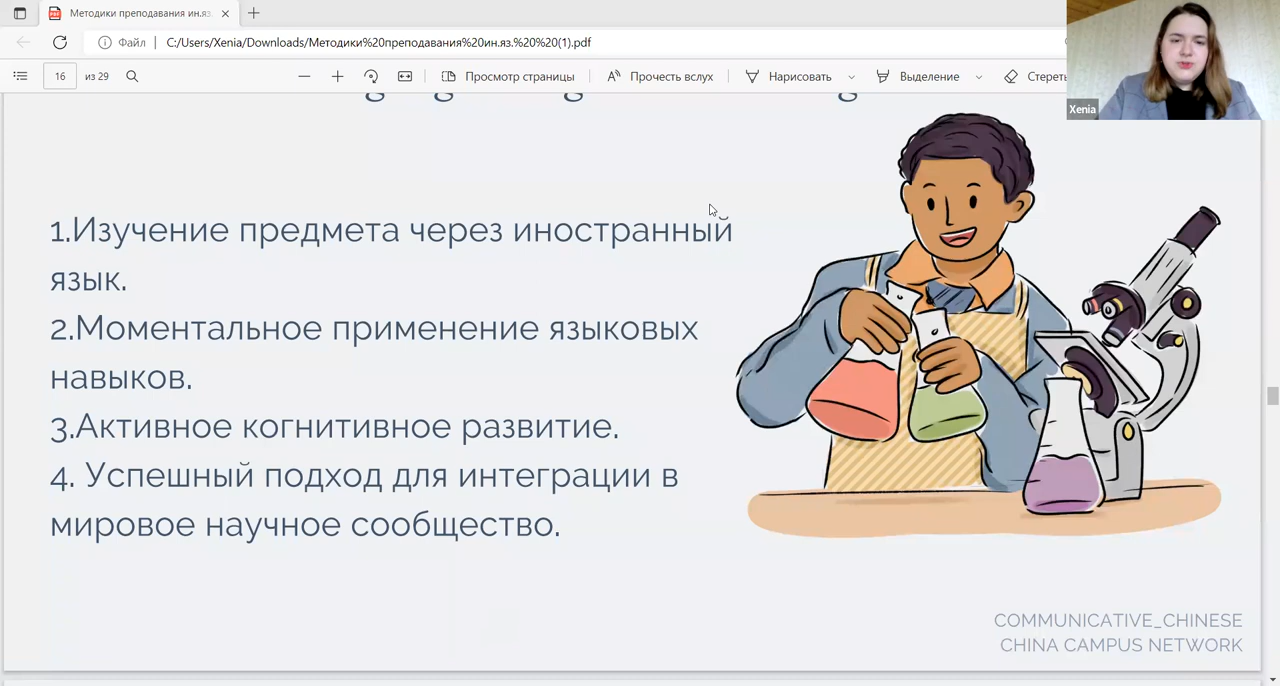 Методики преподавания ин.яз.
Файл
C:/Users/Xenia/Downloads/Методики%20преподавания%20ин.яз.%20%20(1).pdf
16 из 29
Просмотр страницы
Прочесть вслух
Нарисовать
Выделение
Стереть
Xenia
1.Изучение предмета через иностранный
язык.
2.Моментальное применение языковых
навыков.
3.Активное когнитивное развитие.
4. Успешный подход для интеграции в
мировое научное сообщество.
COMMUNICATIVE_CHINESE
CHINA CAMPUS NETWORK